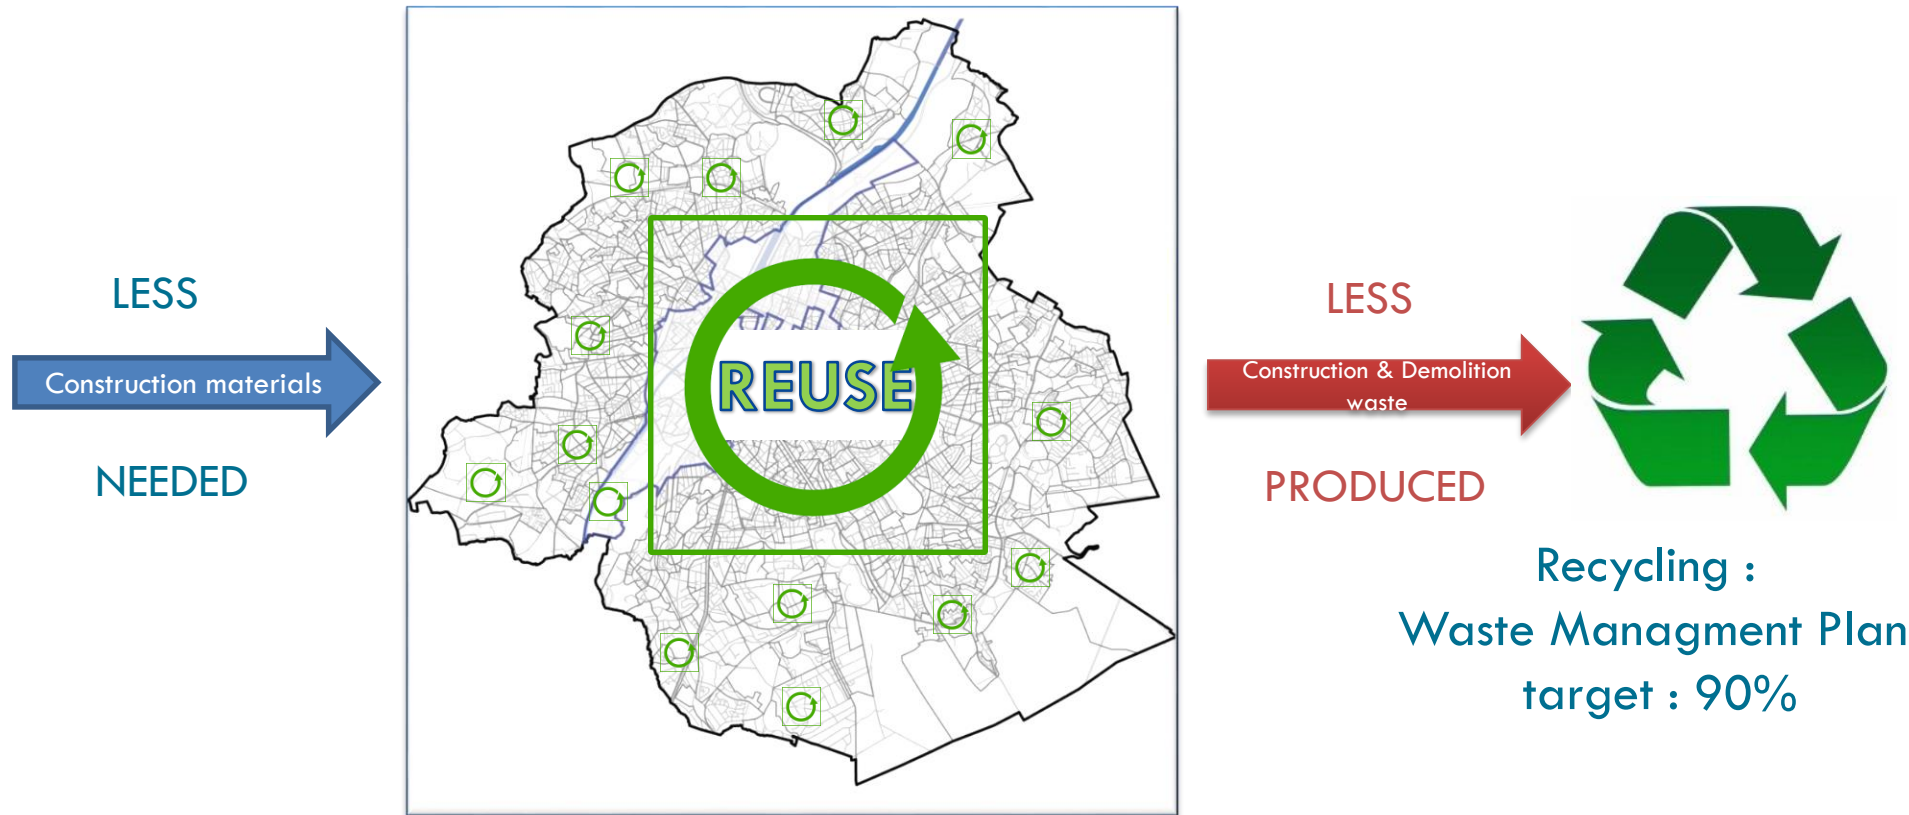 LESS
Construction materials
NEEDED
REUSE
LESS
Construction & Demolition
waste
PRODUCED
Recycling :
Waste Managment Plan
target : 90%